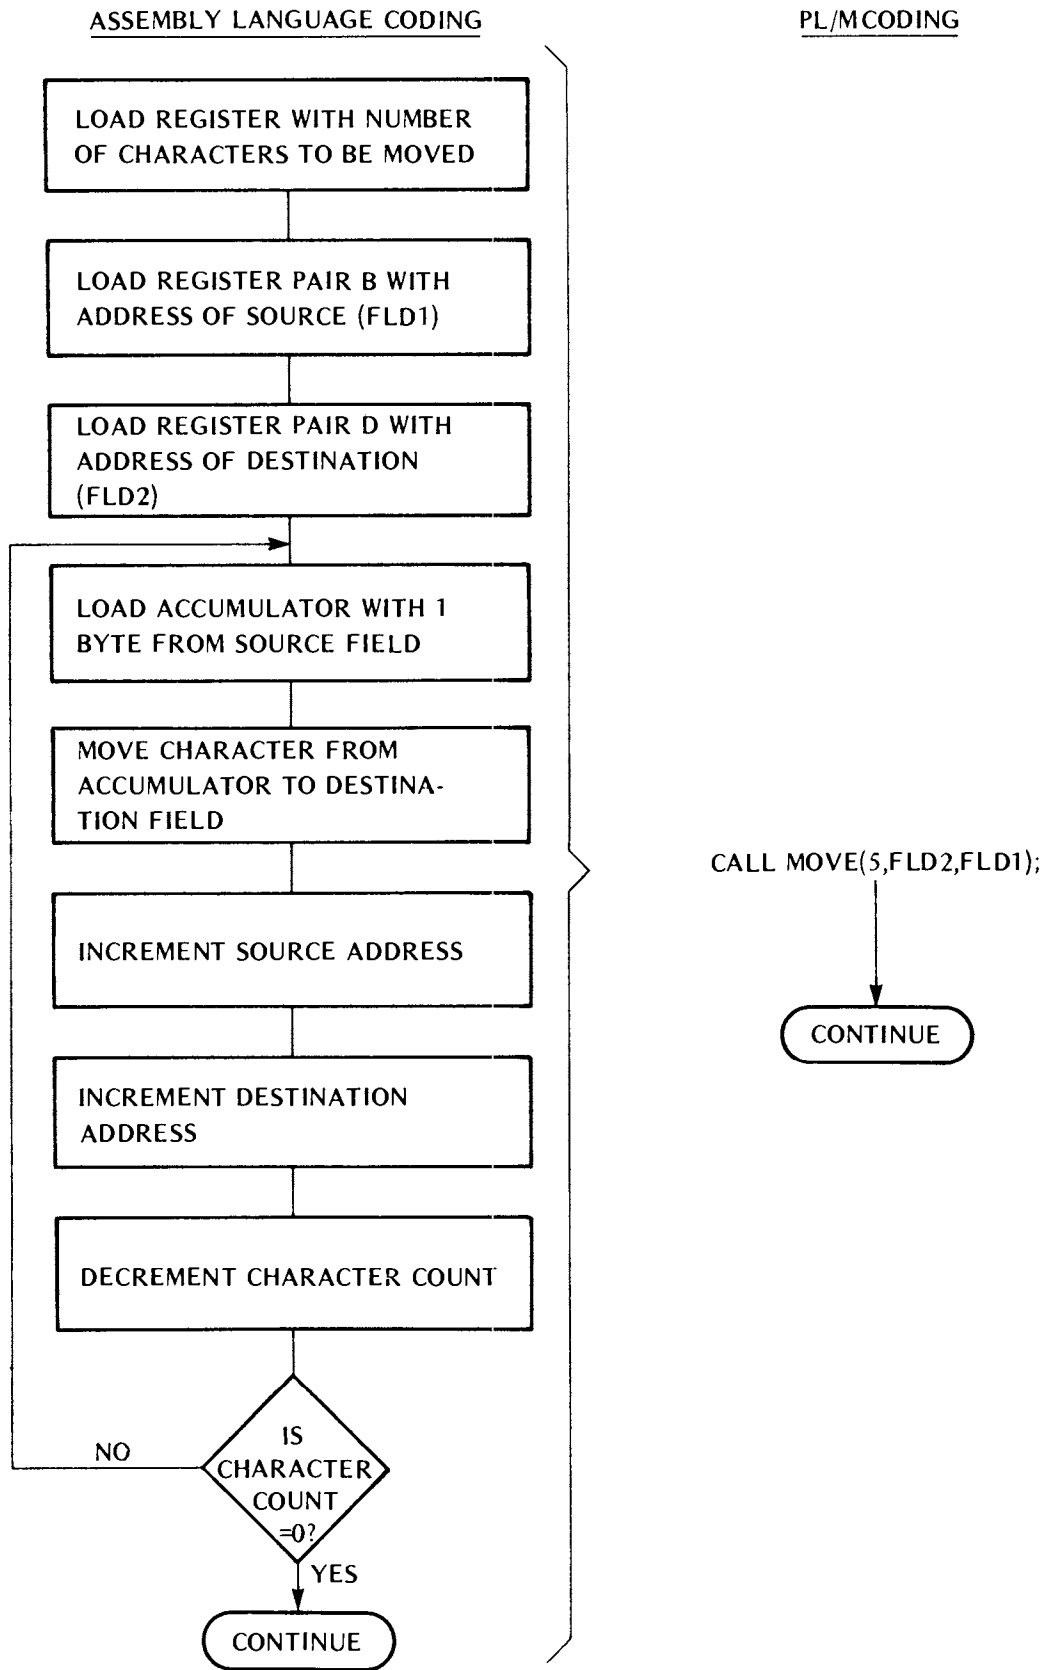 ASSEMBLY LANGUAGE CODING
PL/M CODING
LOAD REGISTER WITH NUMBER
OF CHARACTERS TO BE MOVED
LOAD REGISTER PAIR B WITH
ADDRESS OF SOURCE (FLD1)
LOAD REGISTER PAIR D WITH
ADDRESS OF DESTINATION
(FLD2)
LOAD ACCUMULATOR WITH 1
BYTE FROM SOURCE FIELD
MOVE CHARACTER FROM
ACCUMULATOR TO DESTINA-
TION FIELD
INCREMENT SOURCE ADDRESS
INCREMENT DESTINATION
ADDRESS
DECREMENT CHARACTER COUNT
IS
CHARACTER
COUNT
=0?
NO
YES
CONTINUE
CALL MOVE(5,FLD2,FLD1);
CONTINUE